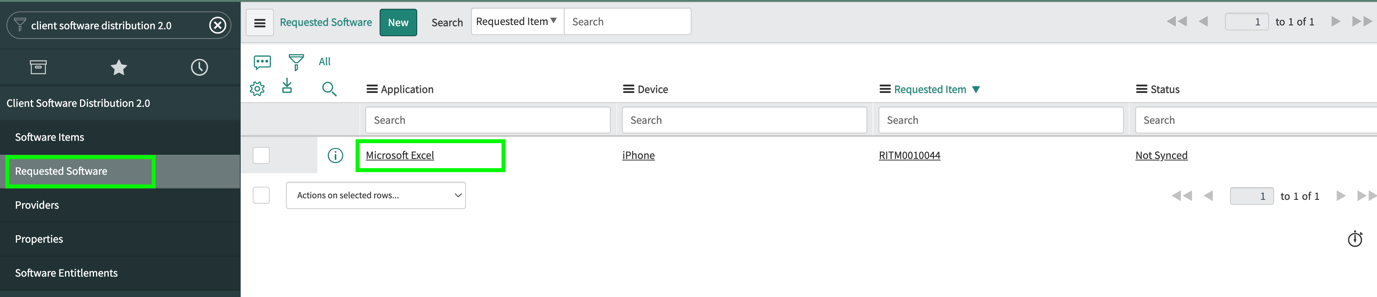 client software distribution 2.0
Requested Software New Search Requested Item Search 1 to 1 of 1
All
Client Software Distribution 2.0
Software Items
Requested Software
Providers
Properties
Software Entitlements
Application Device Requested Item Status
Search Search Search Search
Microsoft Excel iPhone RITM0010044 Not Synced
Actions on selected rows... 1 to 1 of 1